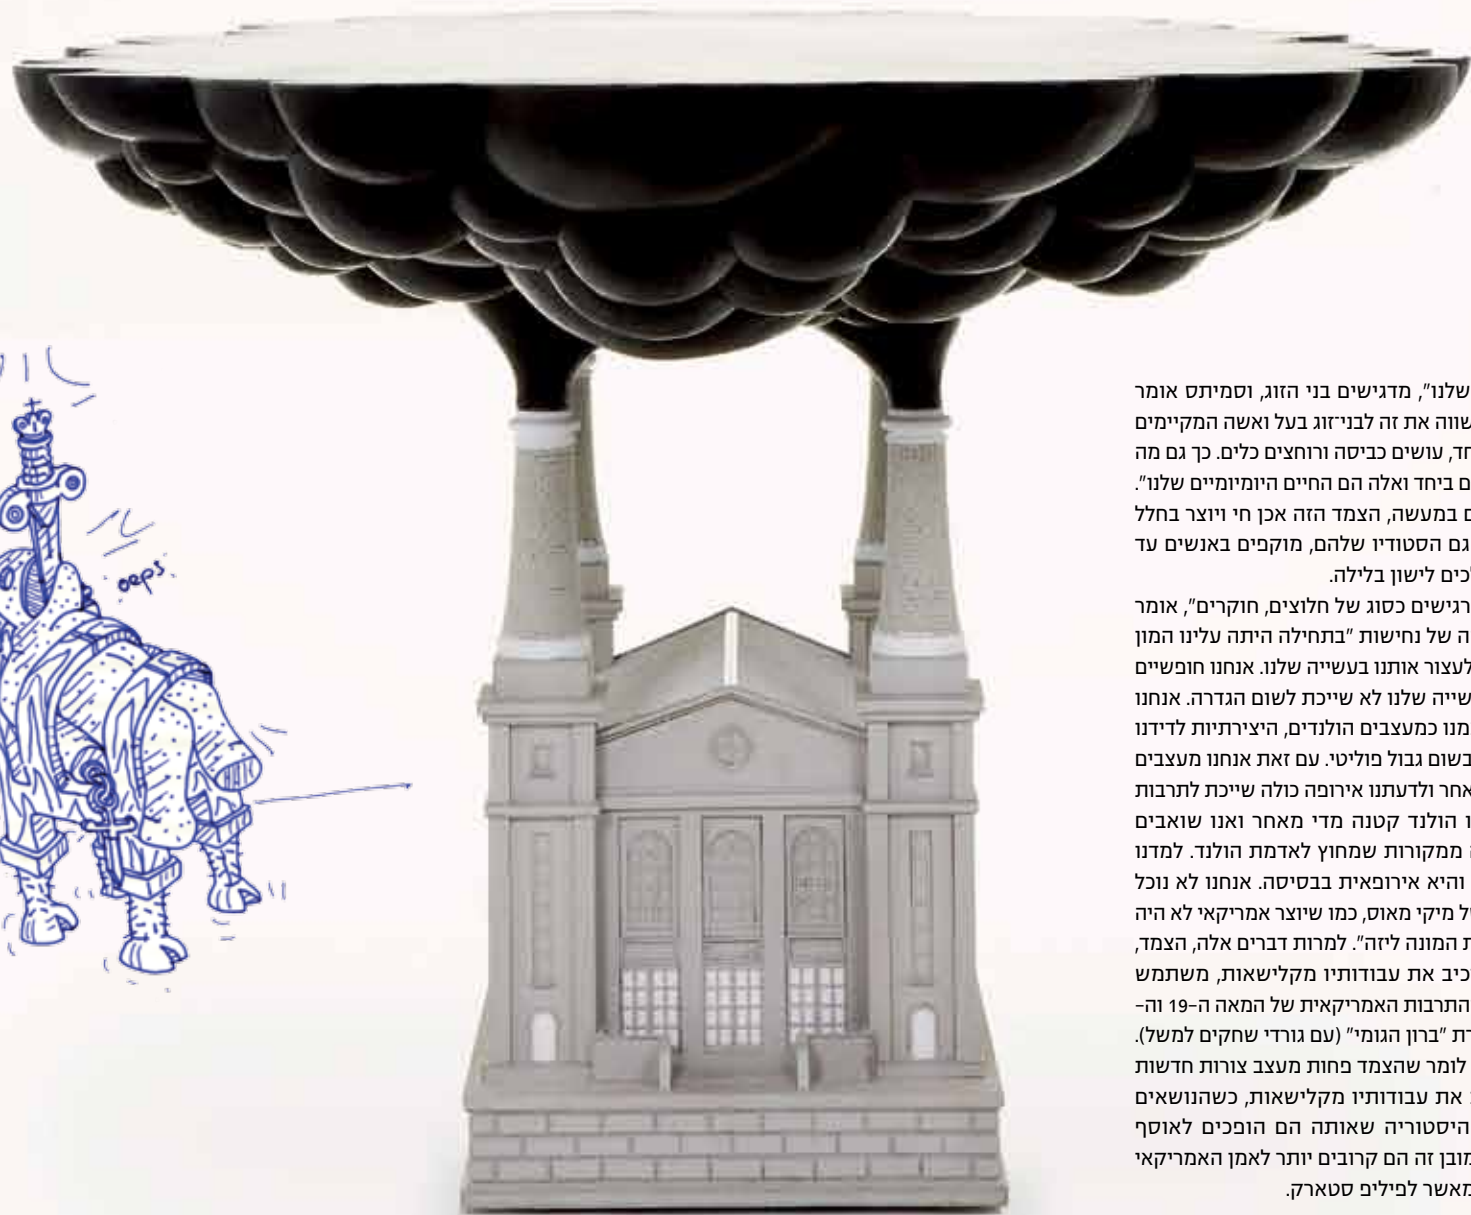 oeps.
שלנו", מדגישים בני הזוג, וסמיתס אומר
שווה את זה לבני־זוג בעל ואשה המקיימים
חד, עושים כביסה ורוחצים כלים. כך גם מה
ם ביחד ואלה הם החיים היומיומיים שלנו".
ם במעשה, הצמד הזה אכן חי ויוצר בחלל
גם הסטודיו שלהם, מוקפים באנשים עד
לכים לישון בלילה.
רגישים כסוג של חלוצים, חוקרים", אומר
ה של נחישות "בתחילה היתה עלינו המון
לעצור אותנו בעשייה שלנו. אנחנו חופשיים
שייה שלנו לא שייכת לשום הגדרה. אנחנו
מנו כמעצבים הולנדים, היצירתיות לדידנו
בשום גבול פוליטי. עם זאת אנחנו מעצבים
אחר ולדעתנו אירופה כולה שייכת לתרבות
ו הולנד קטנה מדי מאחר ואנו שואבים
ה ממקורות שמחוץ לאדמת הולנד. למדנו
והיא אירופאית בבסיסה. אנחנו לא נוכל
של מיקי מאוס, כמו שיוצר אמריקאי לא היה
ת המונה ליזה". למרות דברים אלה, הצמד,
כיב את עבודותיו מקלישאות, משתמש
התרבות האמריקאית של המאה ה-19 וה-
דת "ברון הגומי" (עם גורדי שחקים למשל).
לומר שהצמד פחות מעצב צורות חדשות
את עבודותיו מקלישאות, כשהנושאים
היסטוריה שאותה הם הופכים לאוסף
מובן זה הם קרובים יותר לאמן האמריקאי
מאשר לפיליפ סטארק.